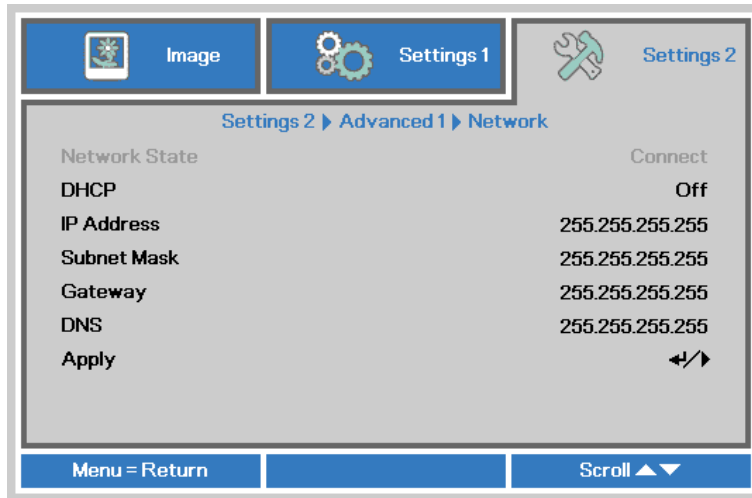 Image
Settings 1
Settings 2
Settings 2 ▶ Advanced 1 ▶ Network
Network State Connect
DHCP Off
IP Address 255.255.255.255
Subnet Mask 255.255.255.255
Gateway 255.255.255.255
DNS 255.255.255.255
Apply ↵/▶
Menu = Return
Scroll ▲▼